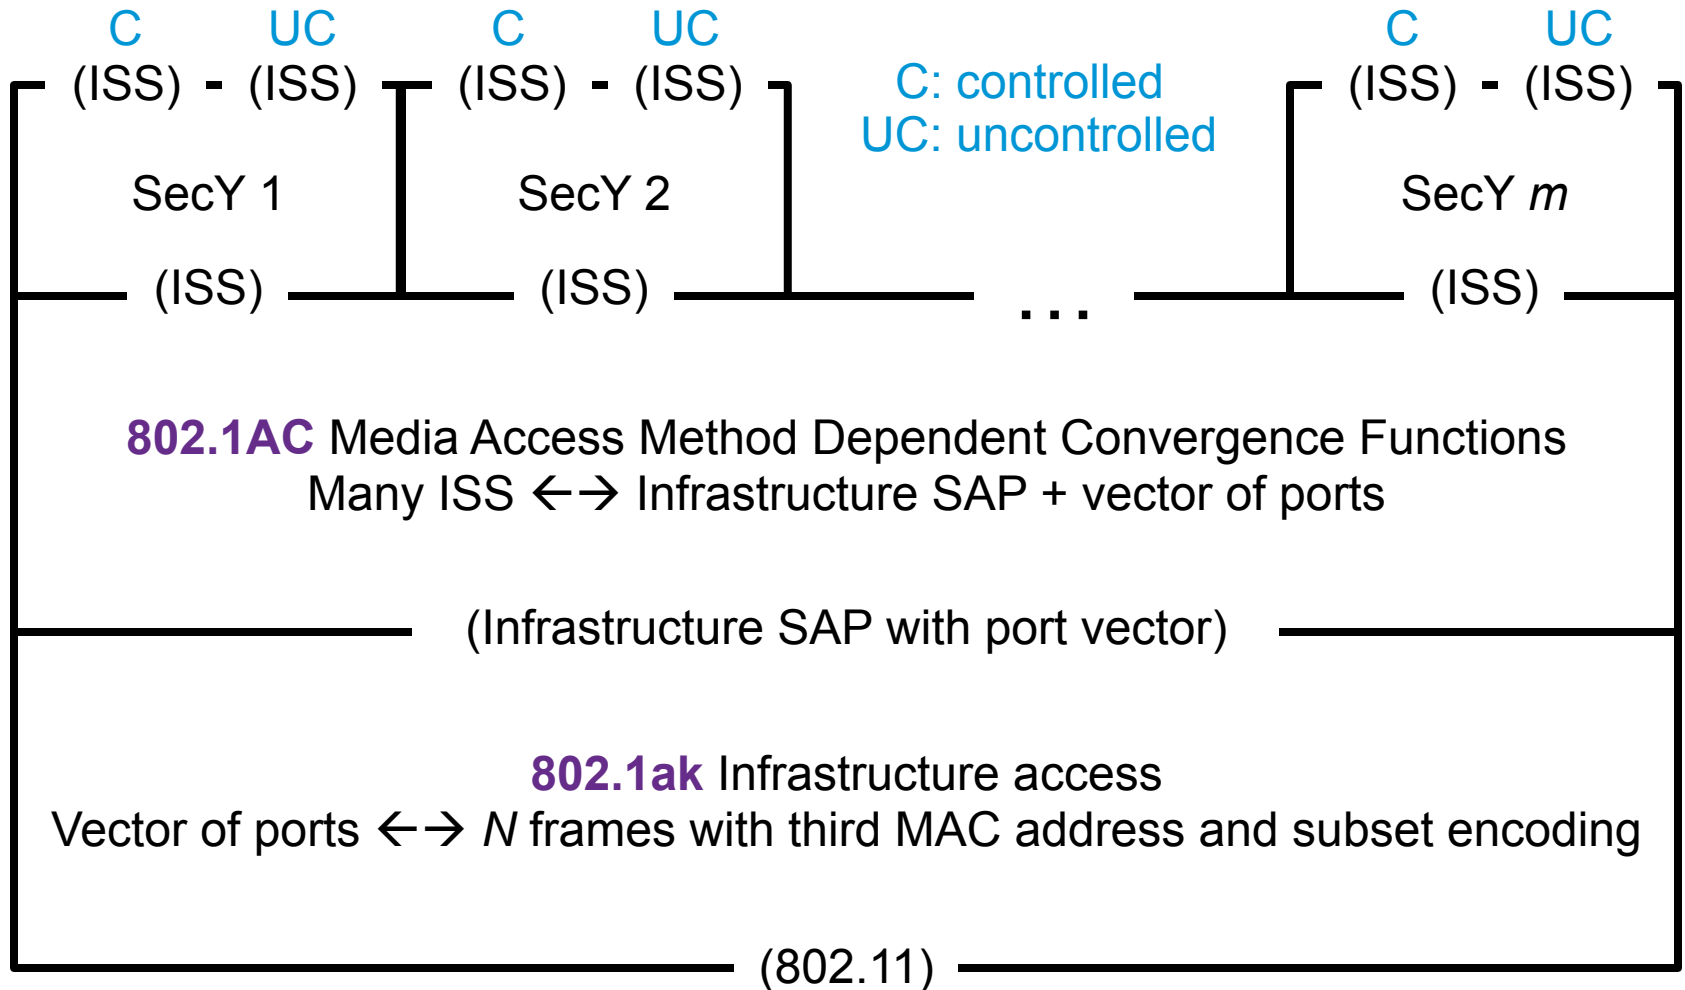 C UC C UC C UC
(ISS) - (ISS) (ISS) - (ISS) C: controlled (ISS) - (ISS)
UC: uncontrolled
SecY 1 SecY 2 SecY m
(ISS) (ISS) ... (ISS)
802.1AC Media Access Method Dependent Convergence Functions
Many ISS ←→ Infrastructure SAP + vector of ports
(Infrastructure SAP with port vector)
802.1ak Infrastructure access
Vector of ports ←→ N frames with third MAC address and subset encoding
(802.11)